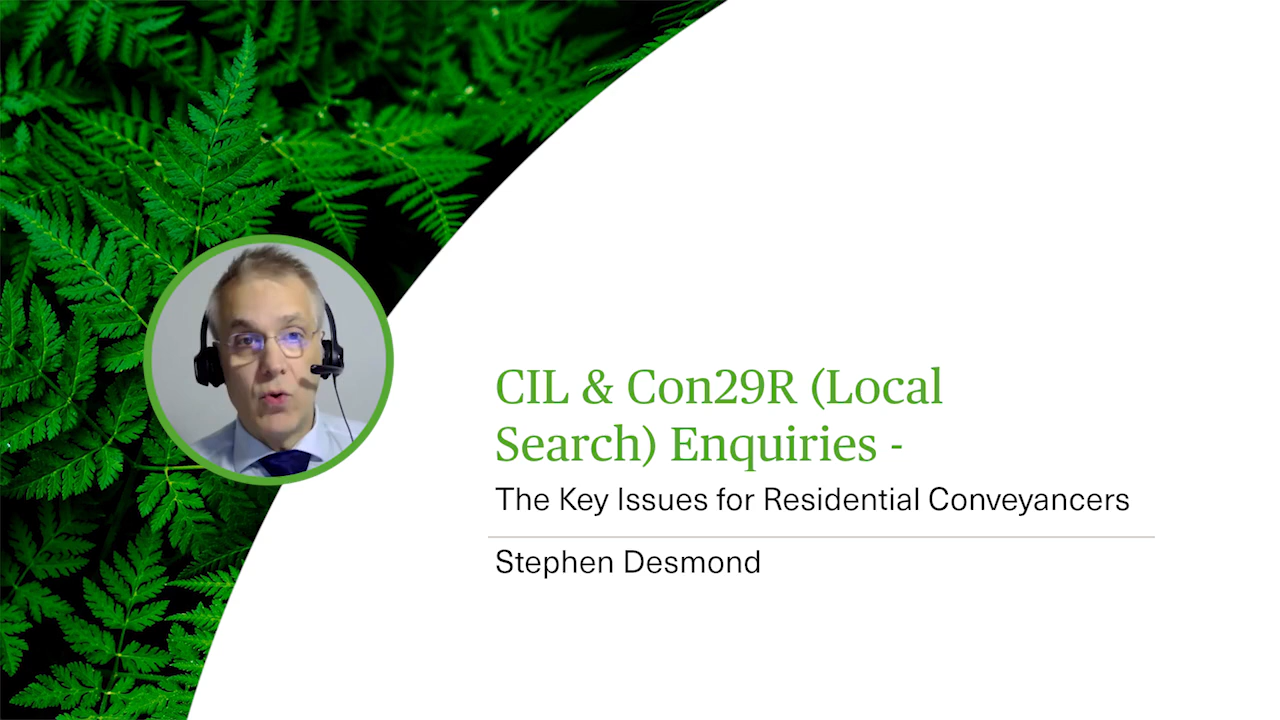 CIL & Con29R (Local
Search) Enquiries -
The Key Issues for Residential Conveyancers
Stephen Desmond